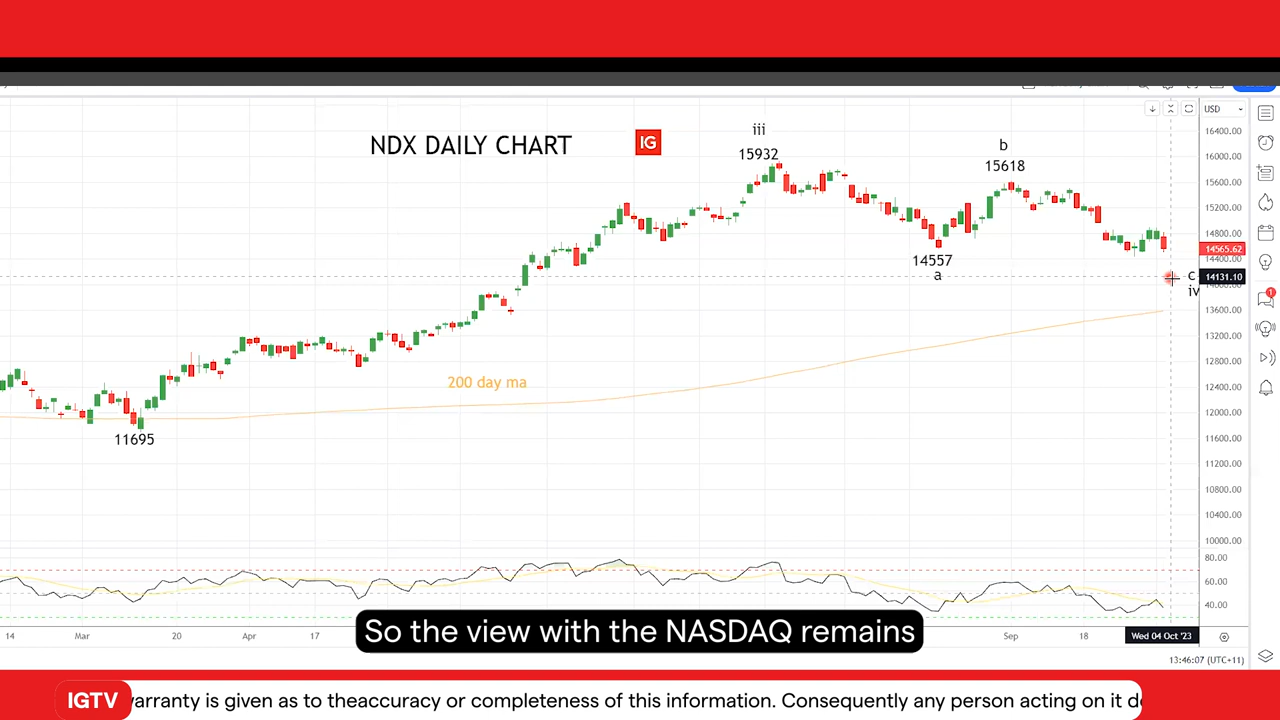 USD
NDX DAILY CHART
IG
iii
15932
b
15618
14557
a
c
iv
11695
200 day ma
16400.00
16000.00
15600.00
15200.00
14800.00
14565.62
14400.00
14131.10
13600.00
13200.00
12800.00
12400.00
12000.00
11600.00
11200.00
10800.00
10400.00
10000.00
80.00
60.00
40.00
1
14
Mar
20
Apr
17
Sep
18
Wed 04 Oct '23
13:46:07 (UTC+11)
So the view with the NASDAQ remains
IGTV
warranty is given as to theaccuracy or completeness of this information. Consequently any person acting on it d